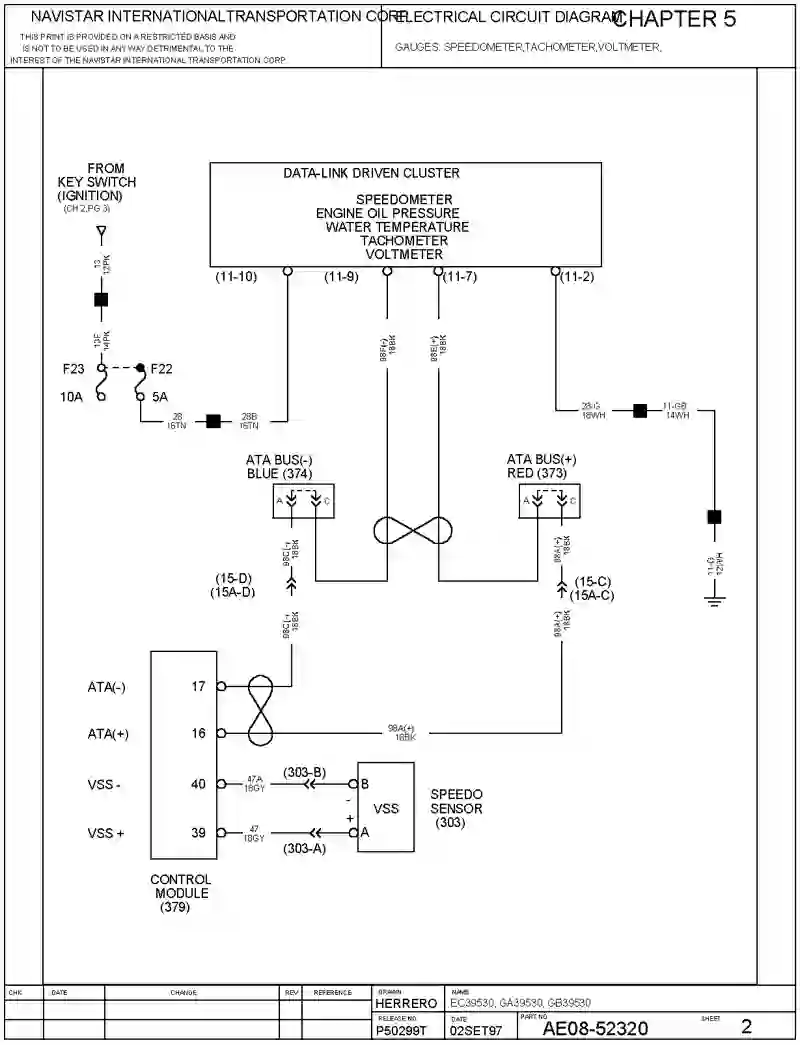 NAVISTAR INTERNATIONALTRANSPORTATION CORP.
THIS PRINT IS PROVIDED ON A RESTRICTED BASIS AND
IS NOT TO BE USED IN ANY WAY DETRIMENTAL TO THE
INTEREST OF THE NAVISTAR INTERNATIONAL TRANSPORTATION CORP.
ELECTRICAL CIRCUIT DIAGRAM
CHAPTER 5
GAUGES: SPEEDOMETER,TACHOMETER,VOLTMETER,
FROM
KEY SWITCH
(IGNITION)
(CH 2,PG 3)
DATA-LINK DRIVEN CLUSTER
SPEEDOMETER
ENGINE OIL PRESSURE
WATER TEMPERATURE
TACHOMETER
VOLTMETER
(11-10) (11-9) (11-7) (11-2)
13
12PK
13F
14PK
98F(-)
18BK
98E(+)
18BK
F23 F22
10A 5A
28
16TN
28B
16TN
28-G
18WH
11-GB
14WH
ATA BUS(-)
BLUE (374)
A C
ATA BUS(+)
RED (373)
A C
98C(-)
18BK
98A(+)
18BK
11-G
12WH
(15-D)
(15A-D)
(15-C)
(15A-C)
98C(-)
18BK
98A(+)
18BK
ATA(-) 17
ATA(+) 16
98A(+)
18BK
VSS - 40
47A
18GY
(303-B)
B
-
VSS
+
VSS + 39
47
18GY
(303-A)
A
SPEEDO
SENSOR
(303)
CONTROL
MODULE
(379)
CHK DATE CHANGE REV REFERENCE
DRAWN
HERRERO
NAME
EC39530, GA39530, GB39530
RELEASE NO.
P50299T
DATE
02SET97
PART NO
AE08-52320
SHEET
2